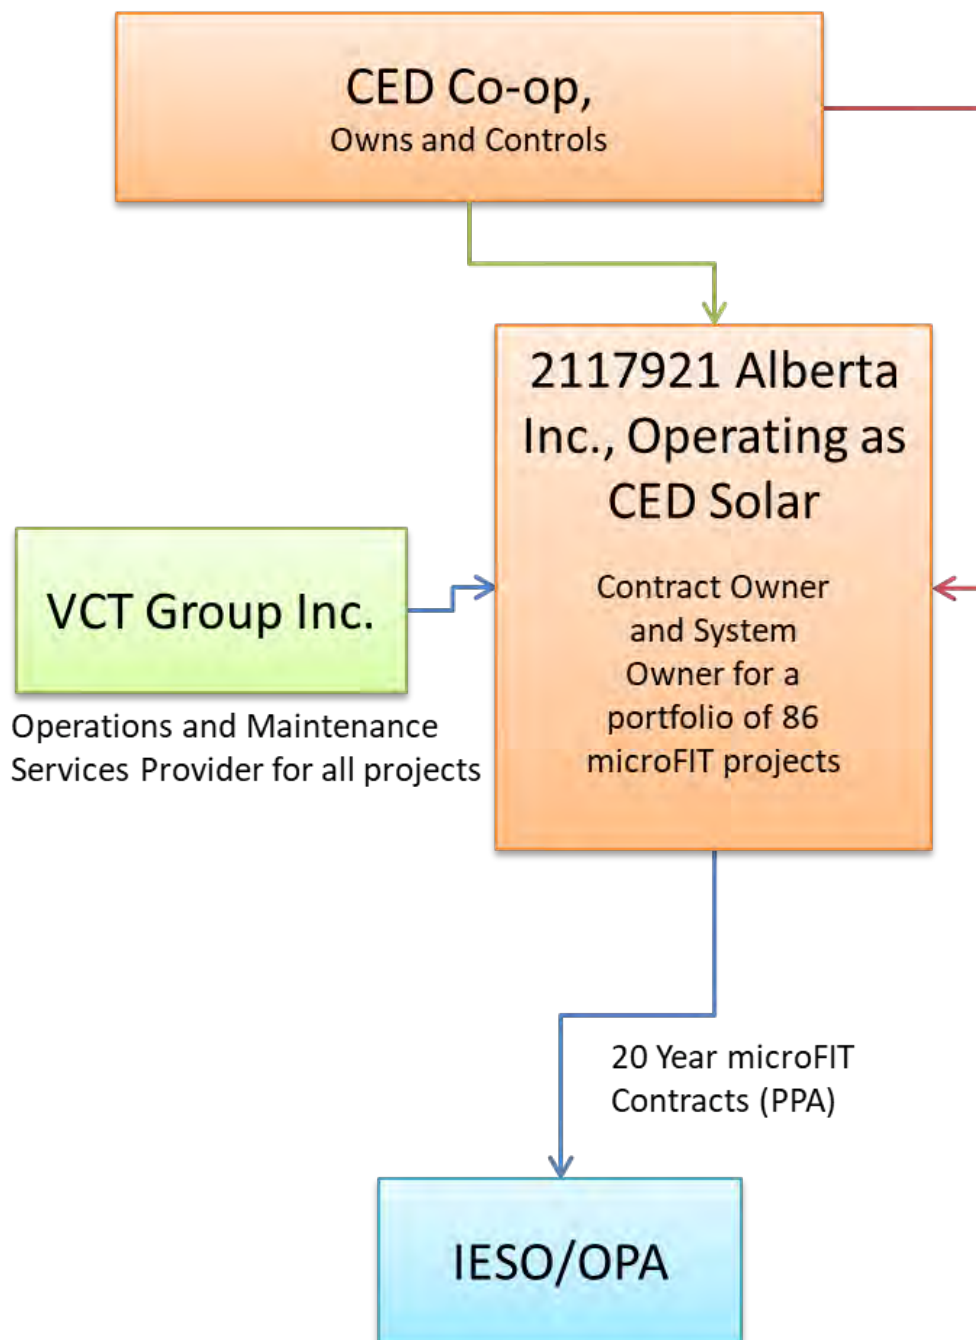 CED Co-op,
Owns and Controls
2117921 Alberta
Inc., Operating as
CED Solar
Contract Owner
and System
Owner for a
portfolio of 86
microFIT projects
VCT Group Inc.
Operations and Maintenance
Services Provider for all projects
20 Year microFIT
Contracts (PPA)
IESO/OPA